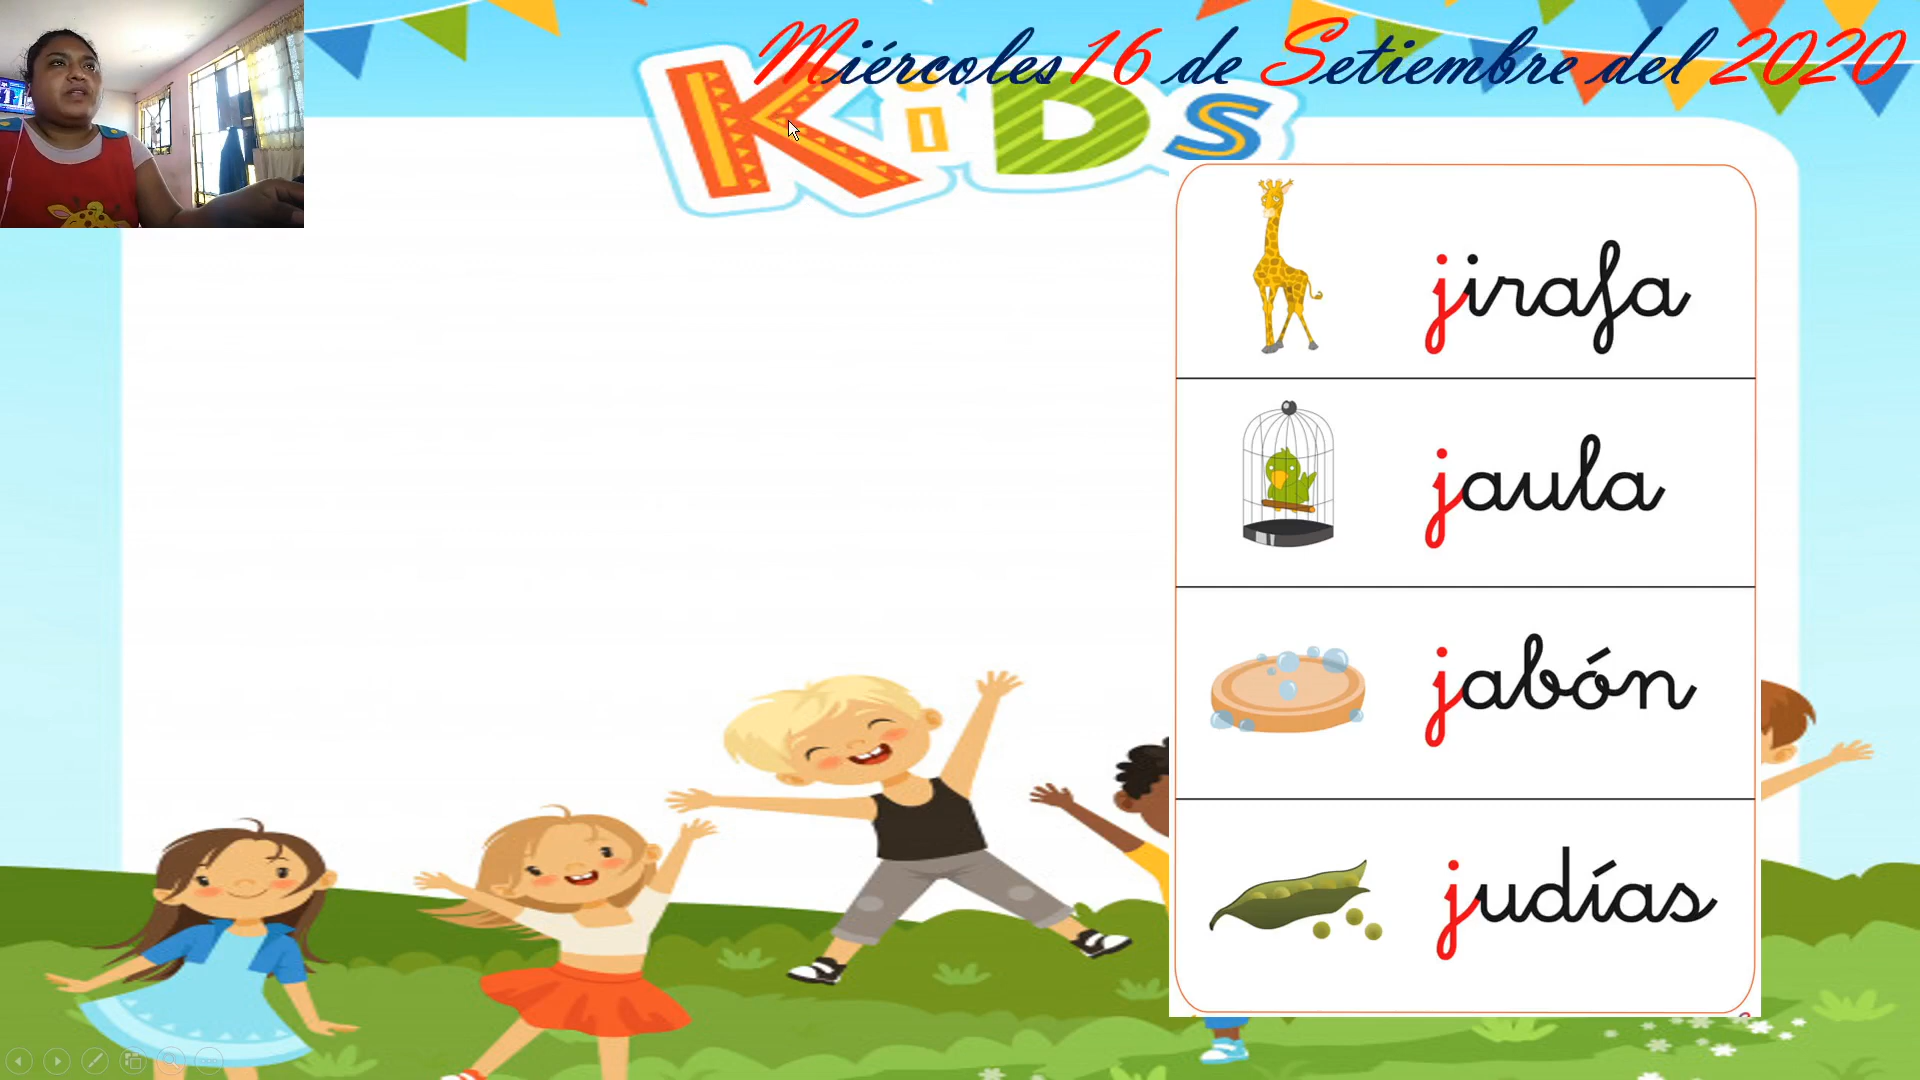 Miércoles 16 de Setiembre del 2020
KiDS
jirafa
jaula
jabón
judías